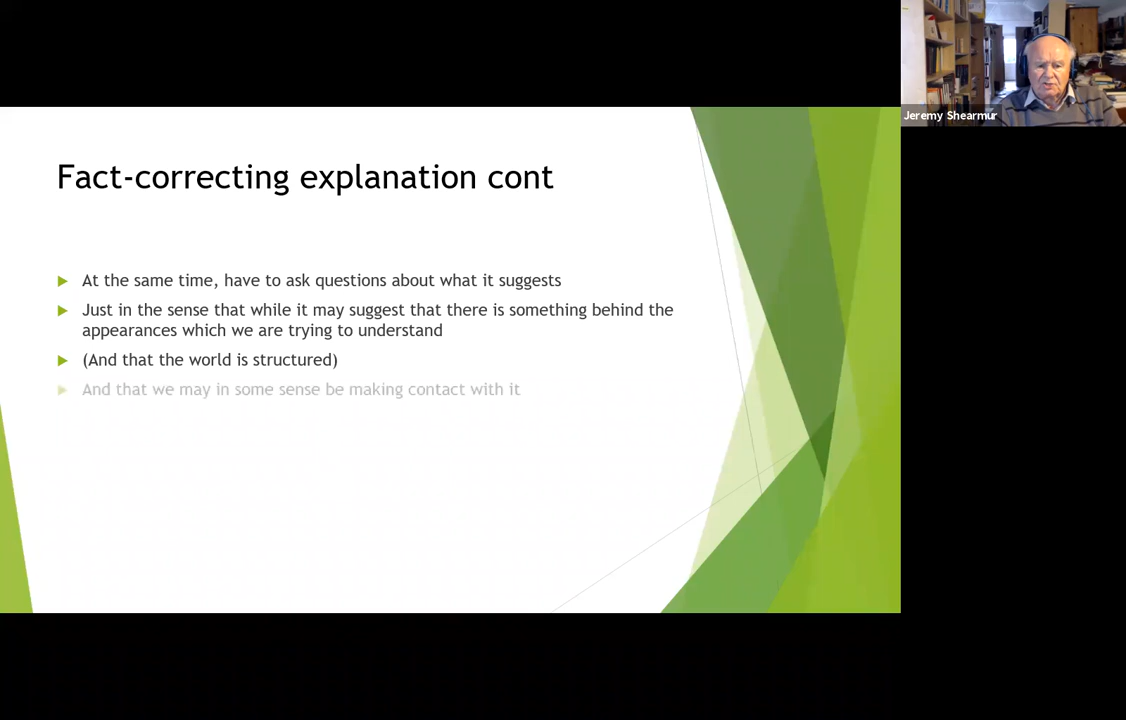 Jeremy Shearmur
Fact-correcting explanation cont
At the same time, have to ask questions about what it suggests
Just in the sense that while it may suggest that there is something behind the
appearances which we are trying to understand
(And that the world is structured)
And that we may in some sense be making contact with it